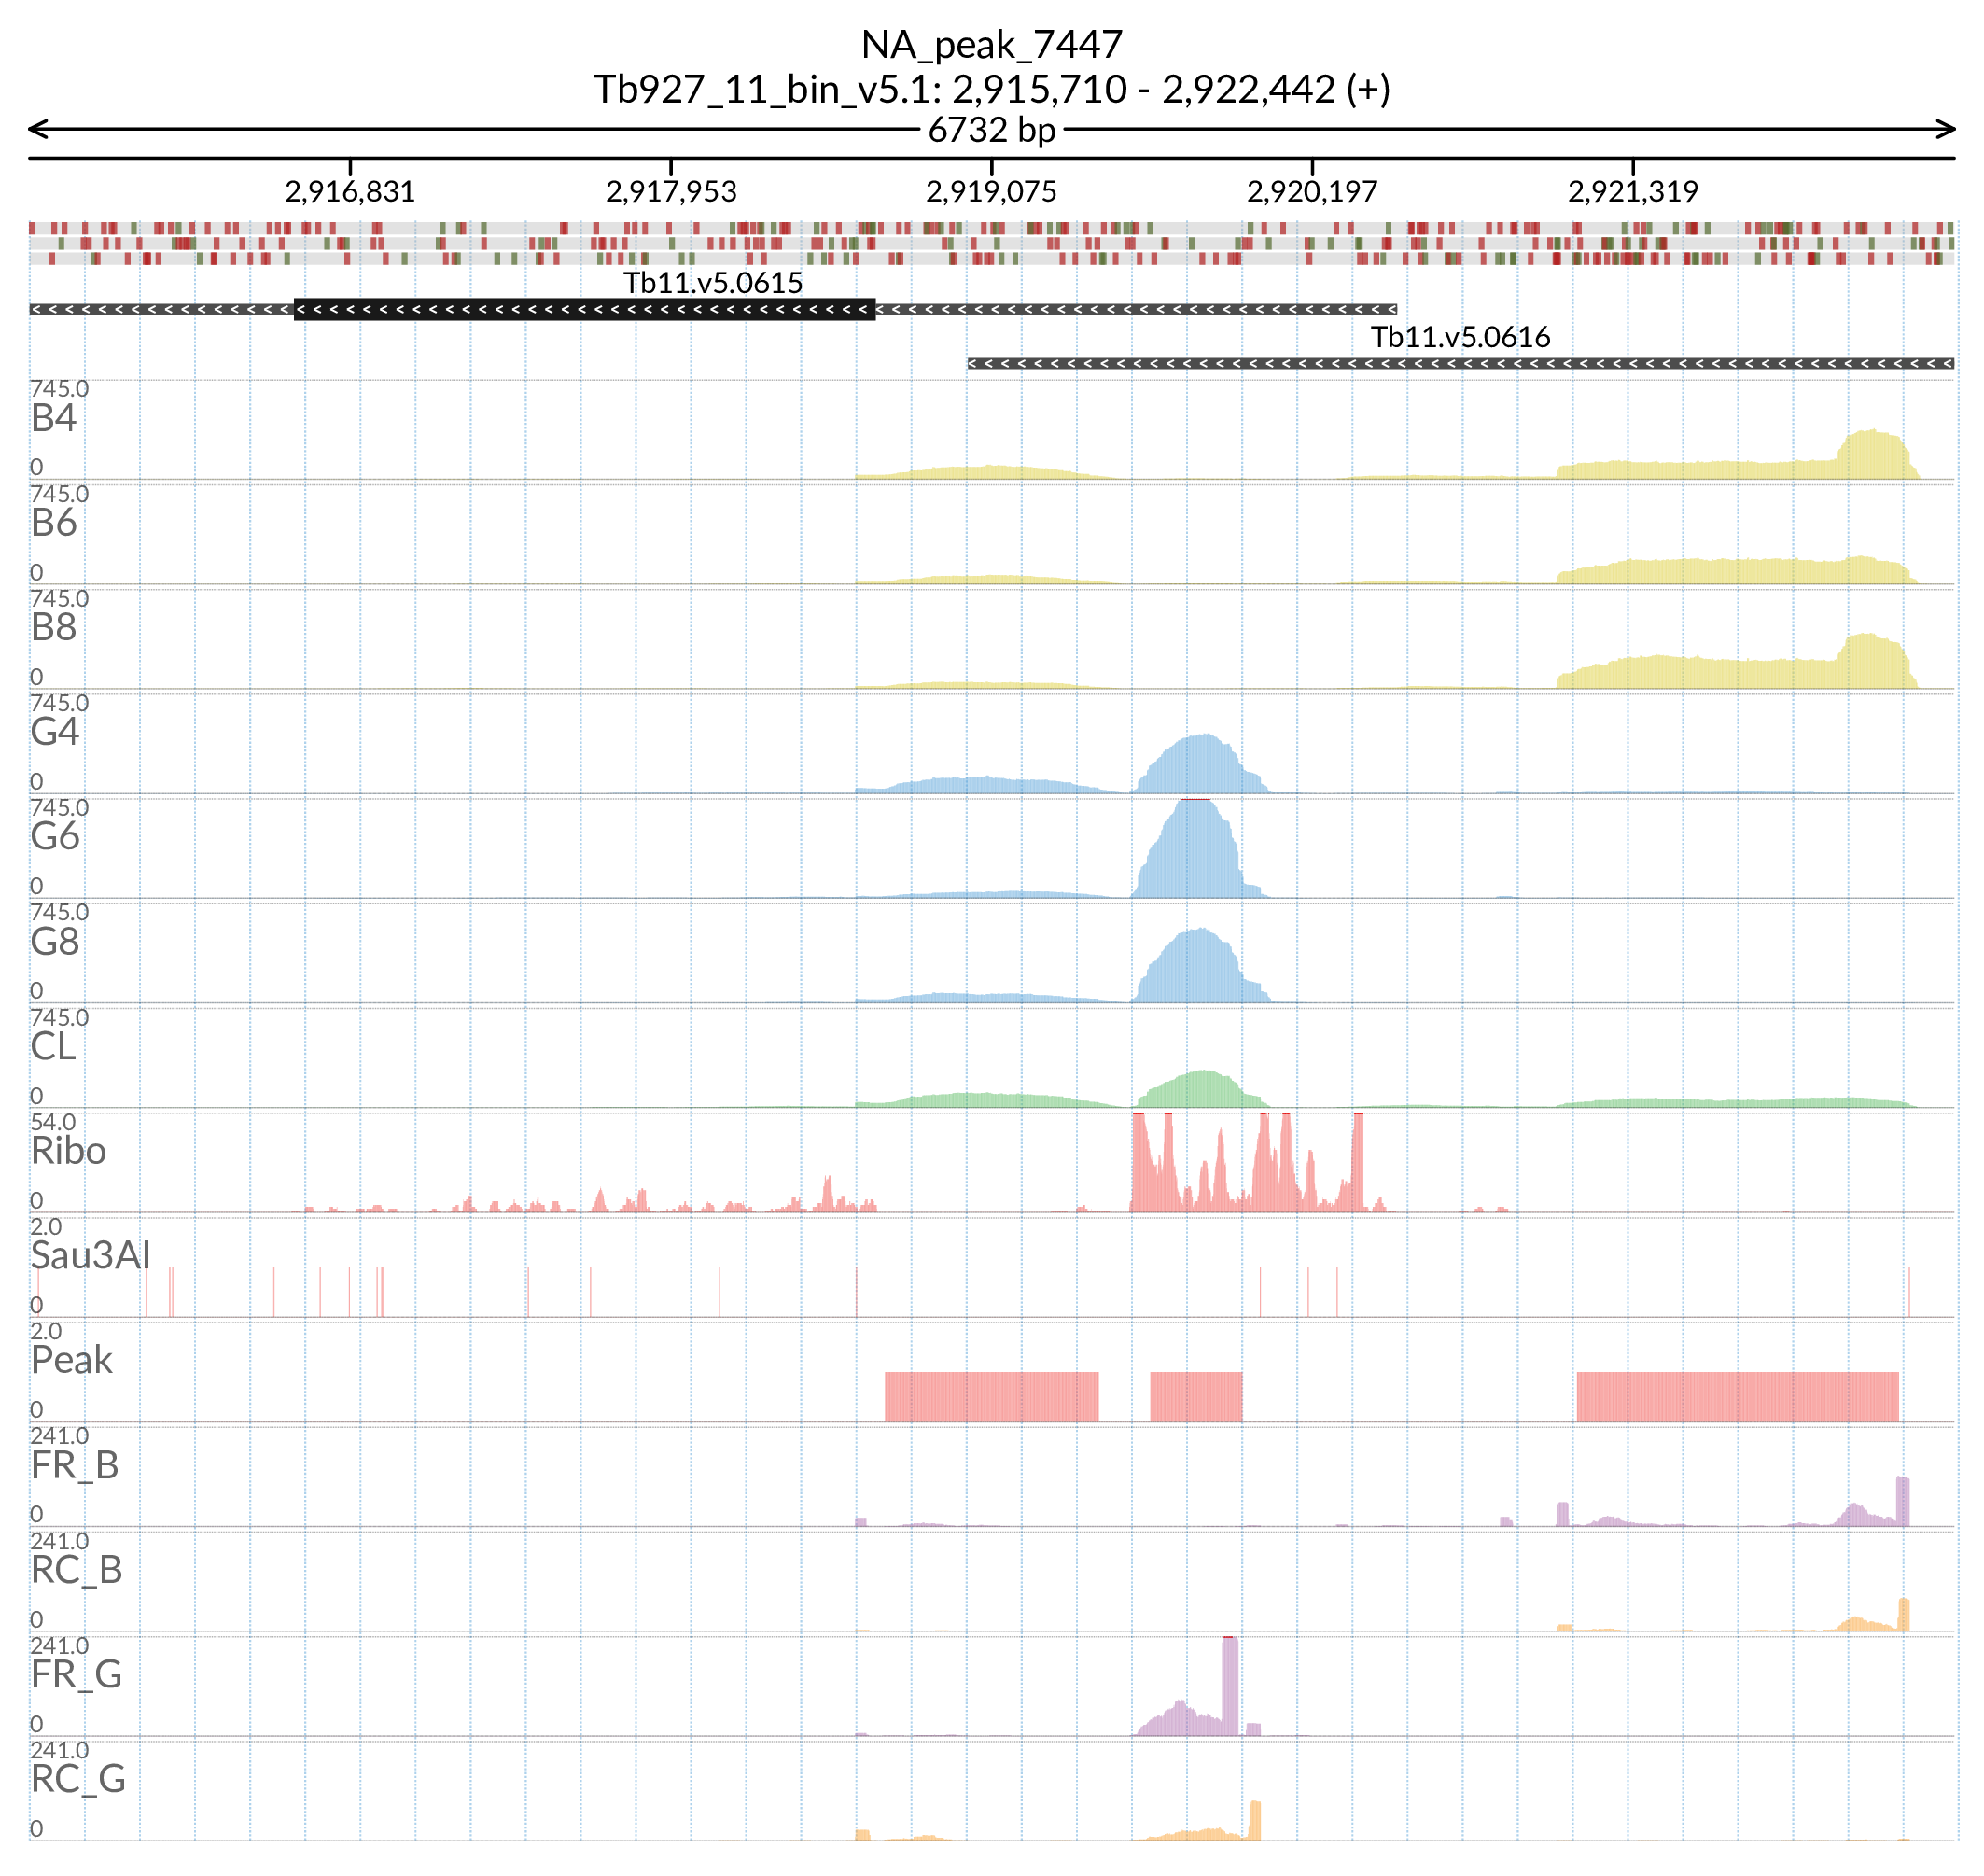 NA_peak_7447
Tb927_11_bin_v5.1: 2,915,710 - 2,922,442 (+)
6732 bp
2,916,831 2,917,953 2,919,075 2,920,197 2,921,319
Tb11.v5.0615
Tb11.v5.0616
745.0
B4
0
745.0
B6
0
745.0
B8
0
745.0
G4
0
745.0
G6
0
745.0
G8
0
745.0
CL
0
54.0
Ribo
0
2.0
Sau3AI
0
2.0
Peak
0
241.0
FR_B
0
241.0
RC_B
0
241.0
FR_G
0
241.0
RC_G
0